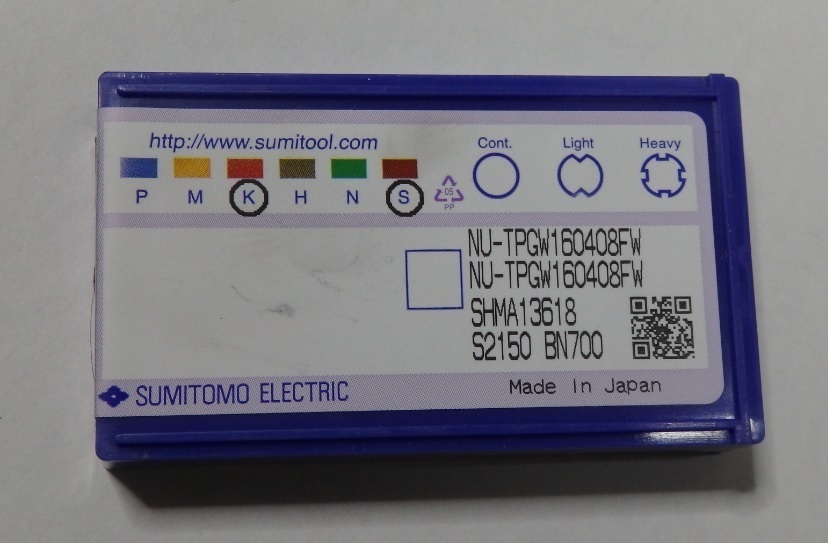 http://www.sumitool.com
Cont. Light Heavy
P M K H N S
05
PP
NU-TPGW160408FW
NU-TPGW160408FW
SHMA13618
S2150 BN700
SUMITOMO ELECTRIC
Made In Japan